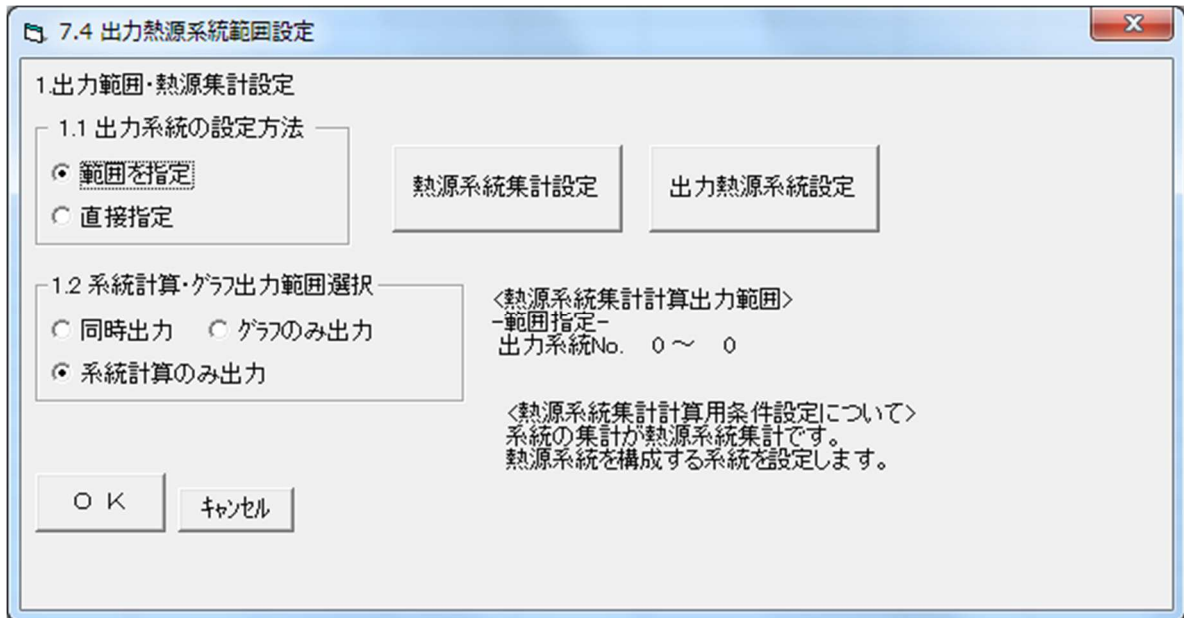 7.4 出力熱源系統範囲設定
1.出力範囲・熱源集計設定
1.1 出力系統の設定方法
範囲を指定
直接指定
熱源系統集計設定
出力熱源系統設定
1.2 系統計算・ｸﾞﾗﾌ出力範囲選択
同時出力
ｸﾞﾗﾌのみ出力
系統計算のみ出力
<熱源系統集計計算出力範囲>
-範囲指定-
出力系統No. 0～ 0
<熱源系統集計計算用条件設定について>
系統の集計が熱源系統集計です。
熱源系統を構成する系統を設定します。
ＯＫ
ｷｬﾝｾﾙ